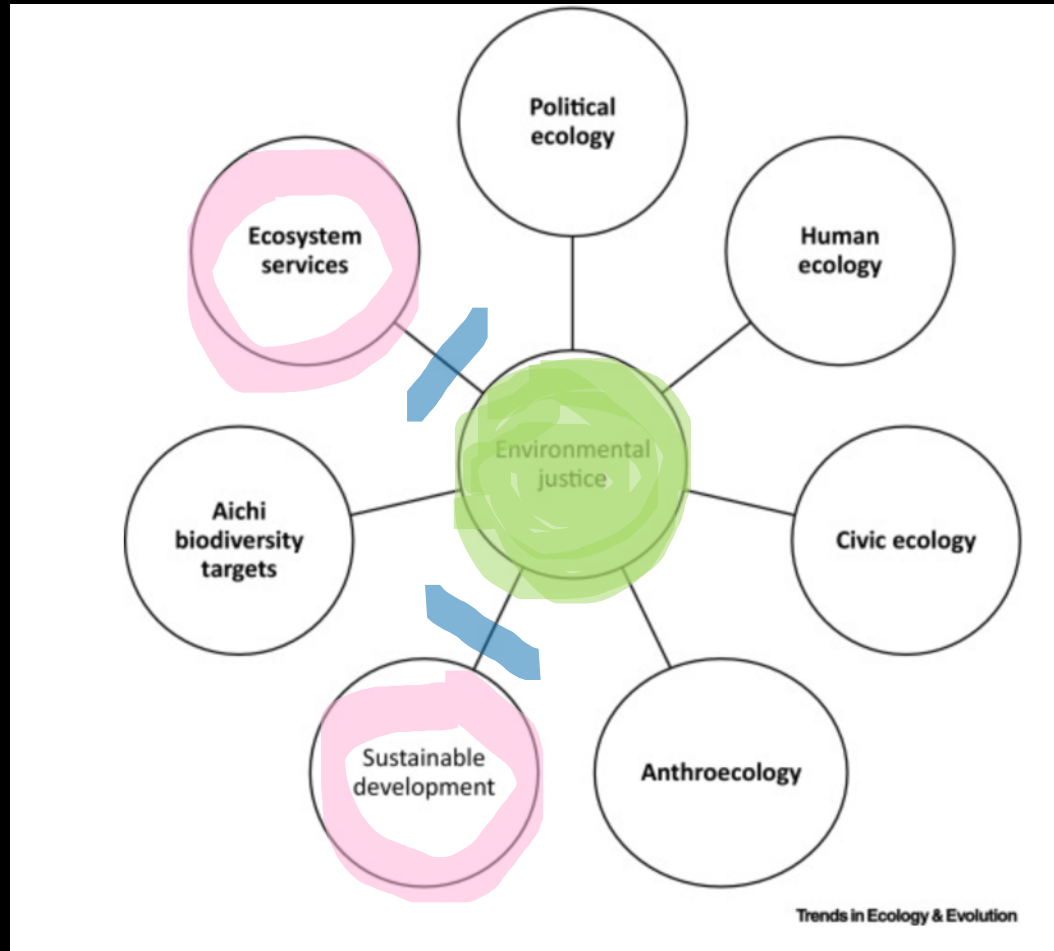 Political
ecology
Ecosystem
services
Human
ecology
Environmental
justice
Aichi
biodiversity
targets
Civic ecology
Sustainable
development
Anthroecology
Trends in Ecology & Evolution